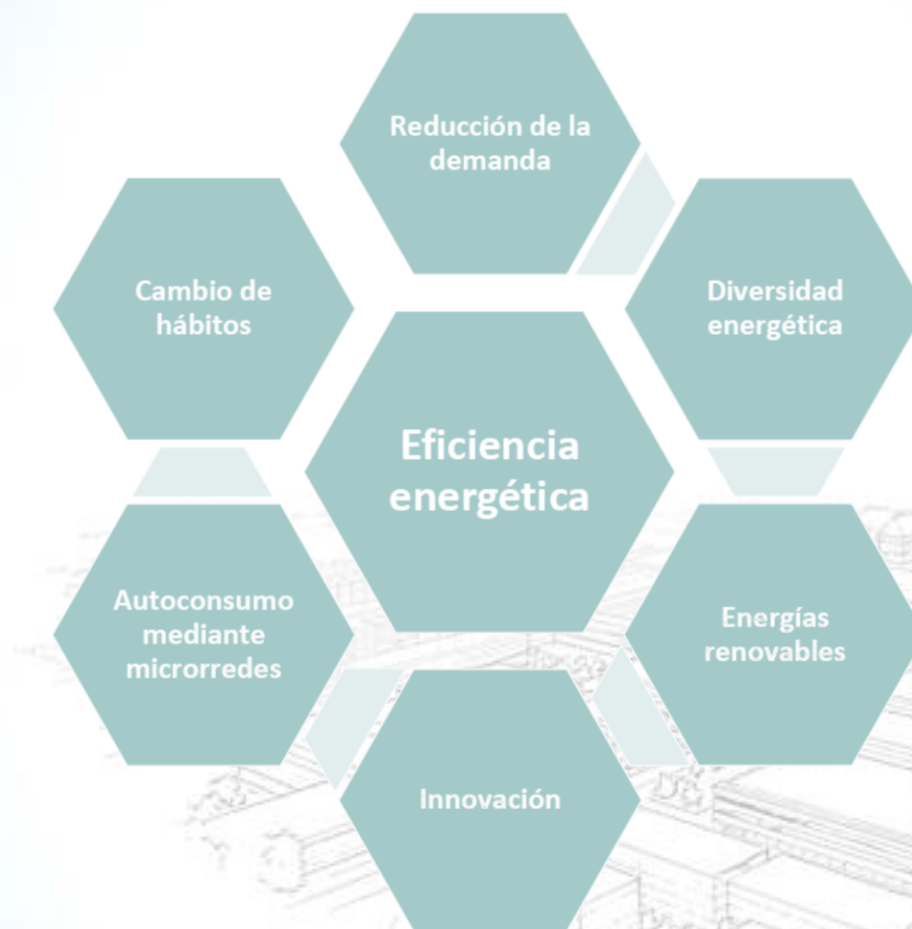 Reducción de la
demanda
Cambio de
hábitos
Diversidad
energética
Eficiencia
energética
Autoconsumo
mediante
microrredes
Energías
renovables
Innovación